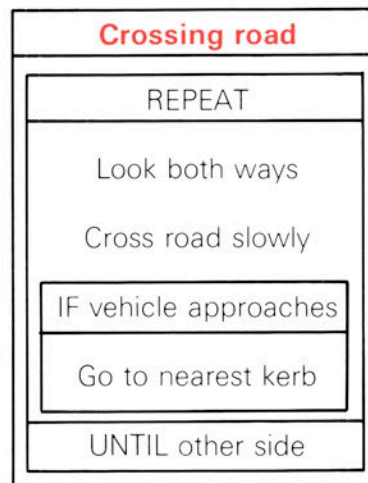 Crossing road
REPEAT
Look both ways
Cross road slowly
IF vehicle approaches
Go to nearest kerb
UNTIL other side